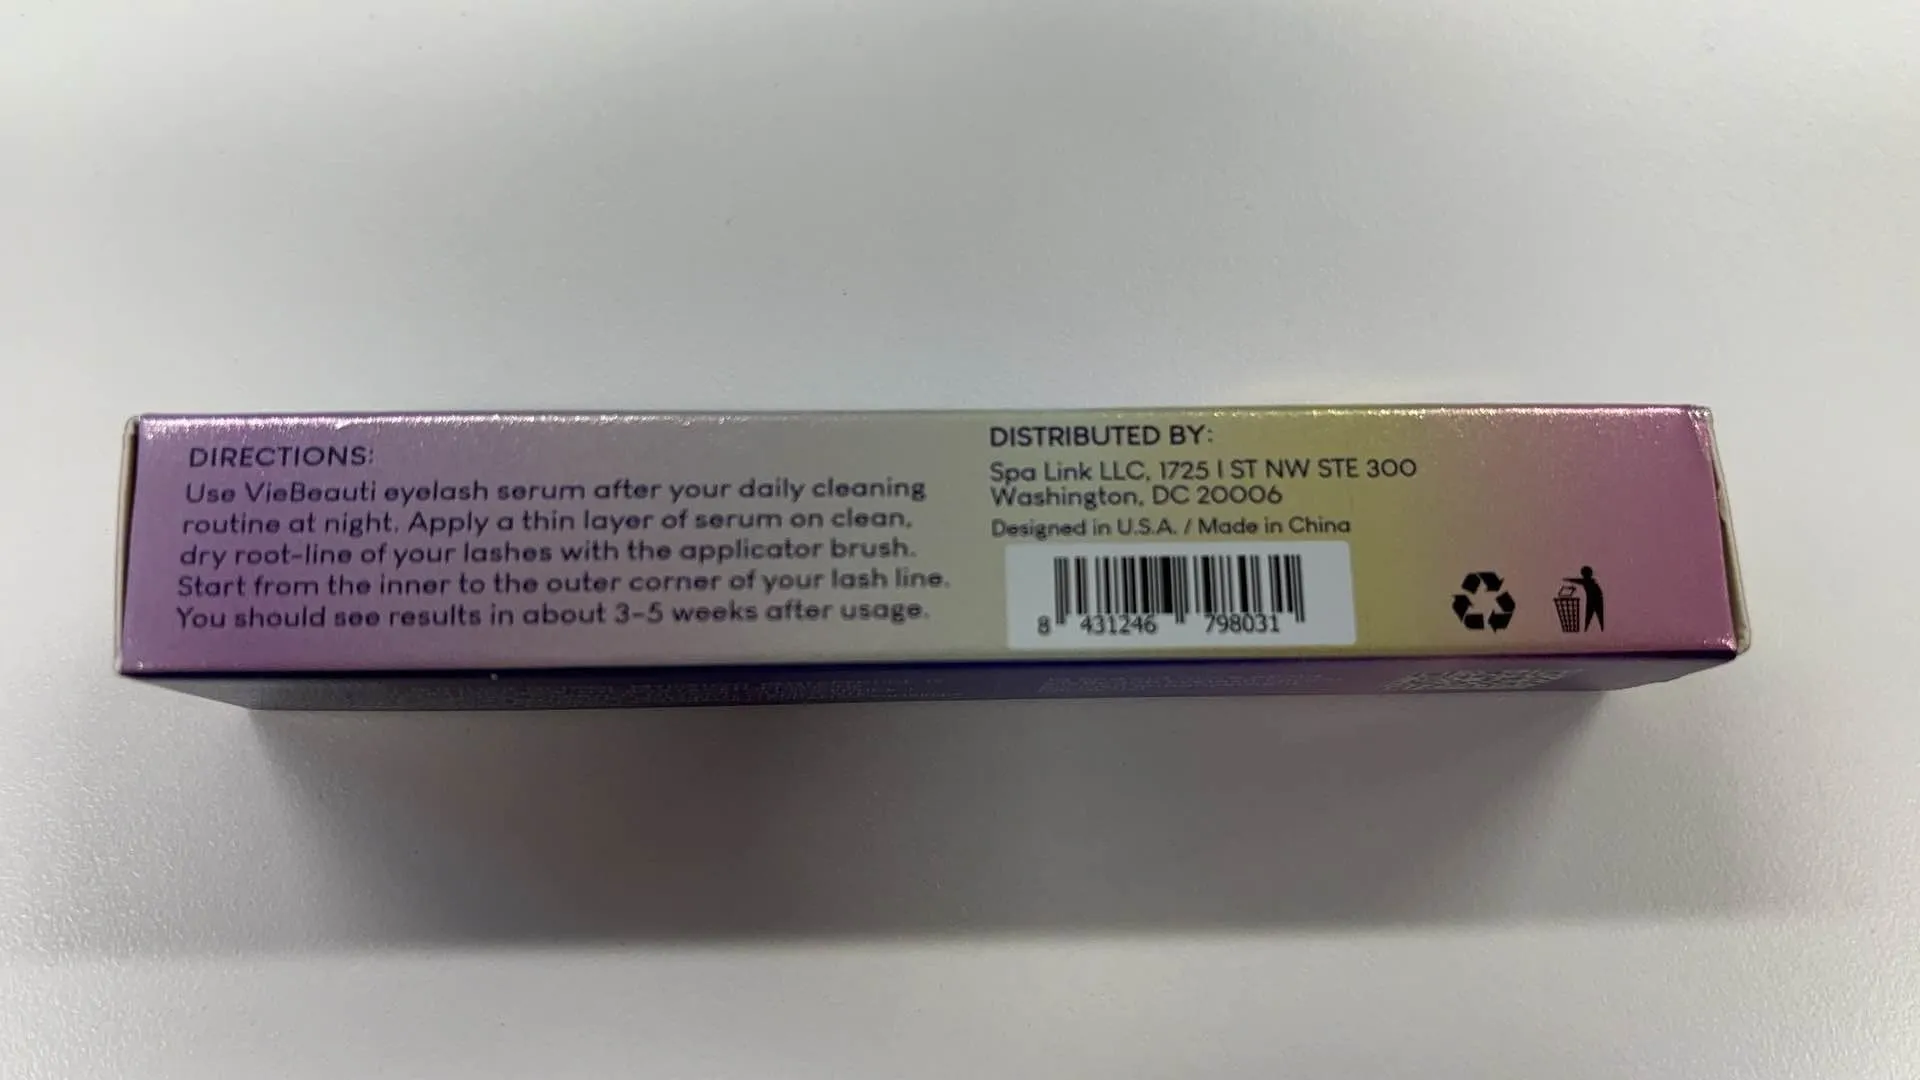 DIRECTIONS:
Use VieBeauti eyelash serum after your daily cleaning
routine at night. Apply a thin layer of serum on clean,
dry root-line of your lashes with the applicator brush.
Start from the inner to the outer corner of your lash line.
You should see results in about 3-5 weeks after usage.
DISTRIBUTED BY:
Spa Link LLC, 1725 I ST NW STE 300
Washington, DC 20006
Designed in U.S.A. / Made in China
8 431246 798031